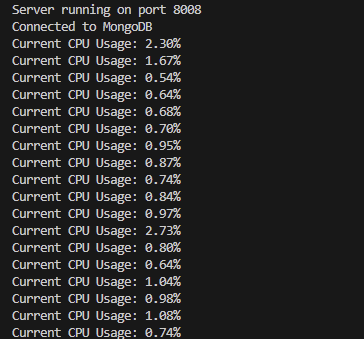 Server running on port 8008
Connected to MongoDB
Current CPU Usage: 2.30%
Current CPU Usage: 1.67%
Current CPU Usage: 0.54%
Current CPU Usage: 0.64%
Current CPU Usage: 0.68%
Current CPU Usage: 0.70%
Current CPU Usage: 0.95%
Current CPU Usage: 0.87%
Current CPU Usage: 0.74%
Current CPU Usage: 0.84%
Current CPU Usage: 0.97%
Current CPU Usage: 2.73%
Current CPU Usage: 0.80%
Current CPU Usage: 0.64%
Current CPU Usage: 1.04%
Current CPU Usage: 0.98%
Current CPU Usage: 1.08%
Current CPU Usage: 0.74%